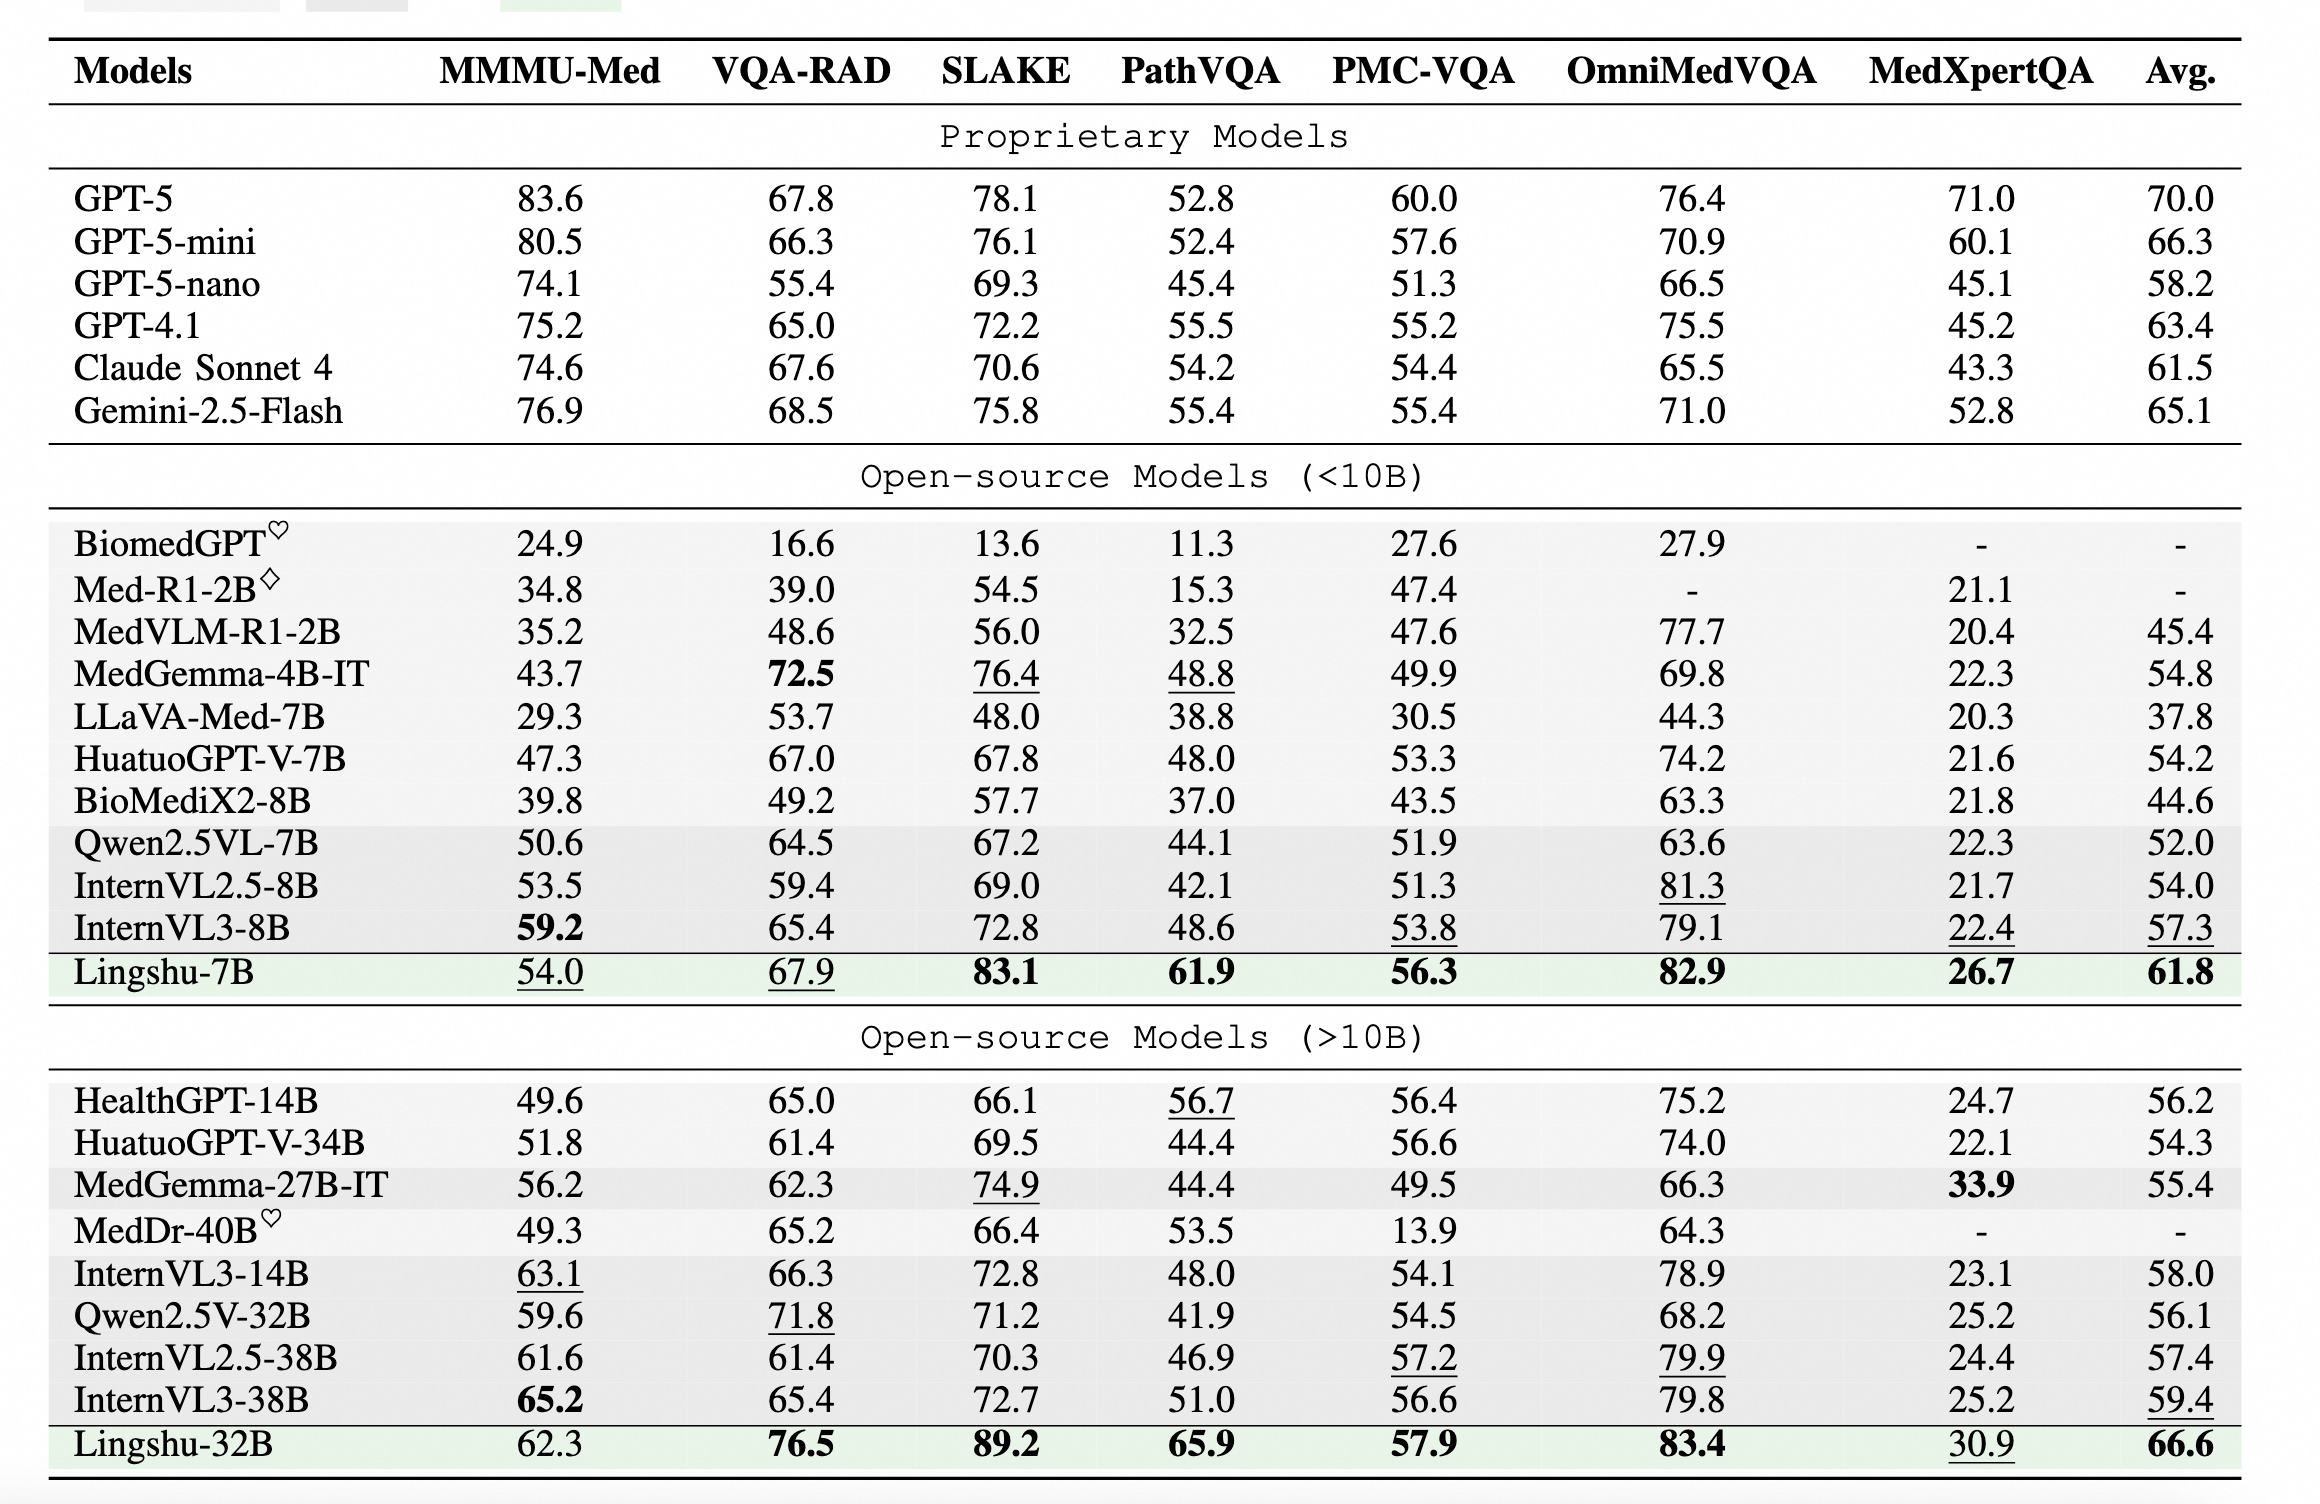 Models MMMU-Med VQA-RAD SLAKE PathVQA PMC-VQA OmniMedVQA MedXpertQA Avg.
Proprietary Models
GPT-5 83.6 67.8 78.1 52.8 60.0 76.4 71.0 70.0
GPT-5-mini 80.5 66.3 76.1 52.4 57.6 70.9 60.1 66.3
GPT-5-nano 74.1 55.4 69.3 45.4 51.3 66.5 45.1 58.2
GPT-4.1 75.2 65.0 72.2 55.5 55.2 75.5 45.2 63.4
Claude Sonnet 4 74.6 67.6 70.6 54.2 54.4 65.5 43.3 61.5
Gemini-2.5-Flash 76.9 68.5 75.8 55.4 55.4 71.0 52.8 65.1
Open-source Models (<10B)
BiomedGPT♡ 24.9 16.6 13.6 11.3 27.6 27.9 - -
Med-R1-2B♢ 34.8 39.0 54.5 15.3 47.4 - 21.1 -
MedVLM-R1-2B 35.2 48.6 56.0 32.5 47.6 77.7 20.4 45.4
MedGemma-4B-IT 43.7 72.5 76.4 48.8 49.9 69.8 22.3 54.8
LLaVA-Med-7B 29.3 53.7 48.0 38.8 30.5 44.3 20.3 37.8
HuatuoGPT-V-7B 47.3 67.0 67.8 48.0 53.3 74.2 21.6 54.2
BioMediX2-8B 39.8 49.2 57.7 37.0 43.5 63.3 21.8 44.6
Qwen2.5VL-7B 50.6 64.5 67.2 44.1 51.9 63.6 22.3 52.0
InternVL2.5-8B 53.5 59.4 69.0 42.1 51.3 81.3 21.7 54.0
InternVL3-8B 59.2 65.4 72.8 48.6 53.8 79.1 22.4 57.3
Lingshu-7B 54.0 67.9 83.1 61.9 56.3 82.9 26.7 61.8
Open-source Models (>10B)
HealthGPT-14B 49.6 65.0 66.1 56.7 56.4 75.2 24.7 56.2
HuatuoGPT-V-34B 51.8 61.4 69.5 44.4 56.6 74.0 22.1 54.3
MedGemma-27B-IT 56.2 62.3 74.9 44.4 49.5 66.3 33.9 55.4
MedDr-40B♡ 49.3 65.2 66.4 53.5 13.9 64.3 - -
InternVL3-14B 63.1 66.3 72.8 48.0 54.1 78.9 23.1 58.0
Qwen2.5V-32B 59.6 71.8 71.2 41.9 54.5 68.2 25.2 56.1
InternVL2.5-38B 61.6 61.4 70.3 46.9 57.2 79.9 24.4 57.4
InternVL3-38B 65.2 65.4 72.7 51.0 56.6 79.8 25.2 59.4
Lingshu-32B 62.3 76.5 89.2 65.9 57.9 83.4 30.9 66.6